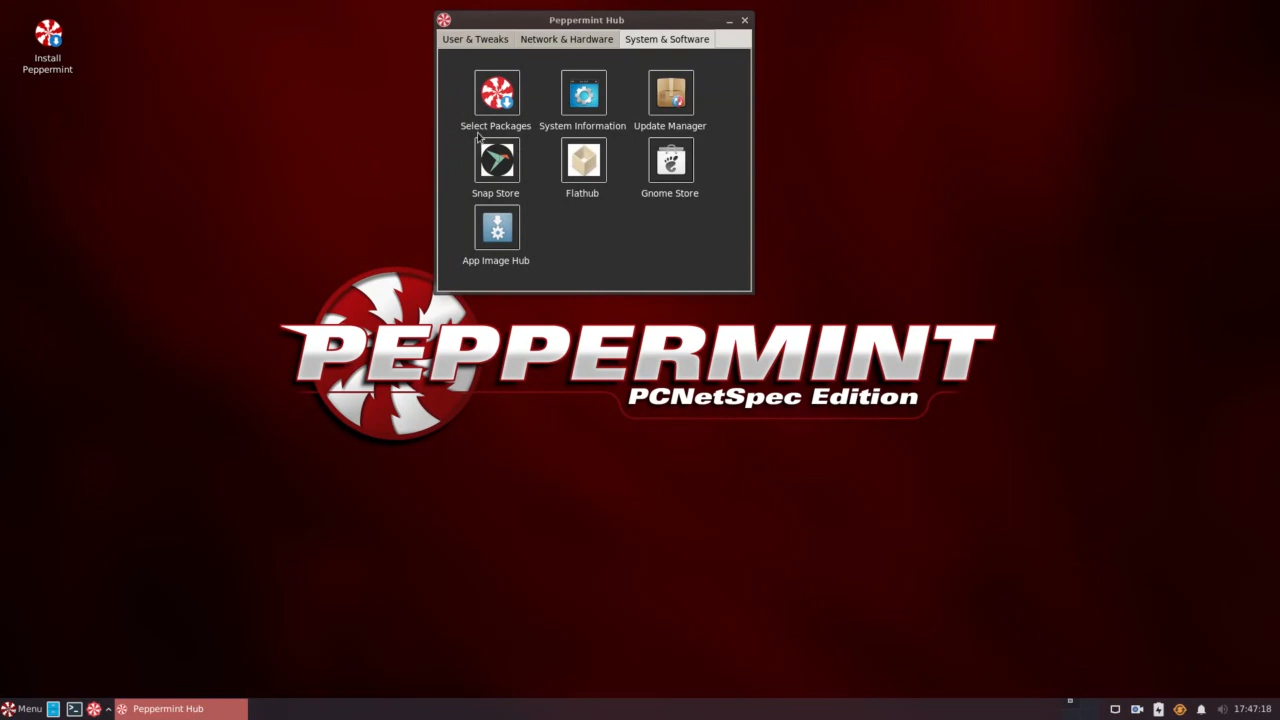 Peppermint Hub
User & Tweaks Network & Hardware System & Software
Install
Peppermint
Select Packages System Information Update Manager
Snap Store Flathub Gnome Store
App Image Hub
PEPPERMINT
PCNetSpec Edition
Menu Peppermint Hub 17:47:18